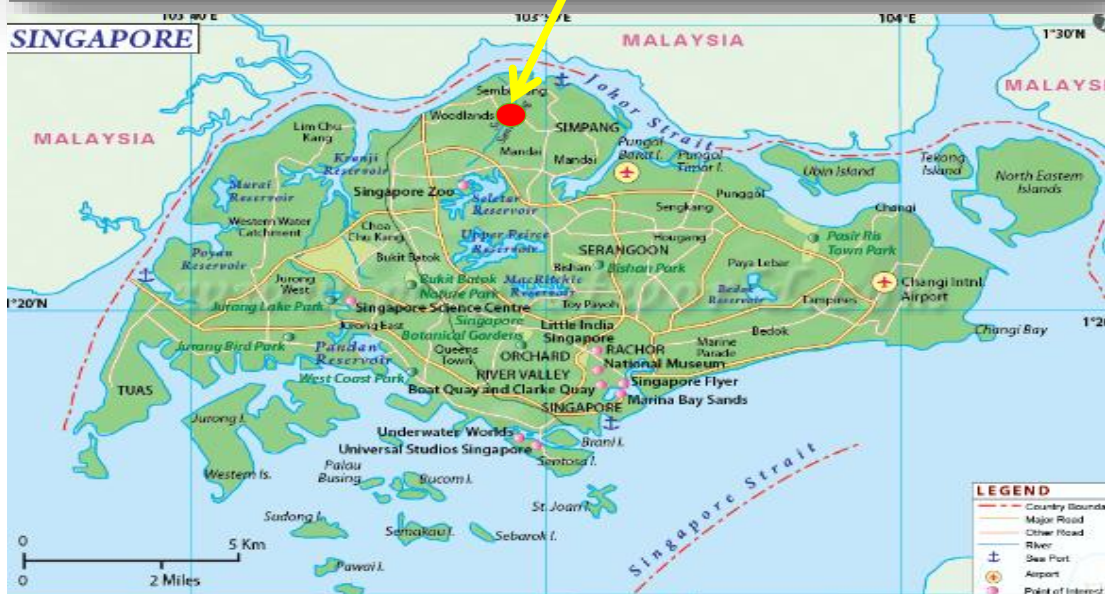 103°40'E
104°E
1°30'N
SINGAPORE
MALAYSIA
MALAYS
MALAYSIA
Johor Strait
Woodlands
SIMPANG
Lim Chu
Kang
Mandai
Mandai
Pungol
Barat I.
Pungol
Tapor I.
Ubin Island
Tekong
Island
North Eastern
Islands
Kranji
Reservoir
Singapore Zoo
Seletar
Reservoir
Murai
Reservoir
Punggol
Sengkang
Changi
Western Water
Catchment
Choa
Chu Kang
Upper Peirce
Reservoir
Hougang
Pasir Ris
Town Park
Poyan
Reservoir
Bukit Batok
SERANGOON
Bishan
Bishan Park
Paya Lebar
Jurong
West
Bukit Batok
Nature Park
MacRitchie
Reservoir
Bedok
Reservoir
Changi Intnl.
Airport
1°20'N
Jurong Lake Park
Singapore Science Centre
Toa Payoh
Tampines
1°2
Jurong East
Singapore
Botanical Gardens
Little India
Singapore
Bedok
Changi Bay
Jurong Bird Park
Pandan
Reservoir
Queens
Town
ORCHARD
RACHOR
Marine
Parade
National Museum
West Coast Park
RIVER VALLEY
Singapore Flyer
Boat Quay and Clarke Quay
Marina Bay Sands
TUAS
SINGAPORE
Jurong I.
Underwater Worlds
Universal Studios Singapore
Brani I.
Sentosa I.
Western Is.
Palau
Busing
Bucom I.
St. Joan I.
Singapore Strait
Sudong I.
Semakau I.
Sebarok I.
Pawai I.
0
5 Km
0
2 Miles
LEGEND
Country Bounda
Major Road
Other Road
River
Sea Port
Airport
Point of Interest